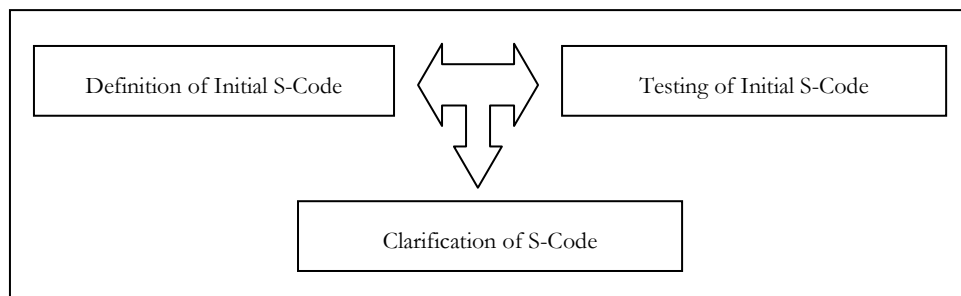 Definition of Initial S-Code
Testing of Initial S-Code
Clarification of S-Code